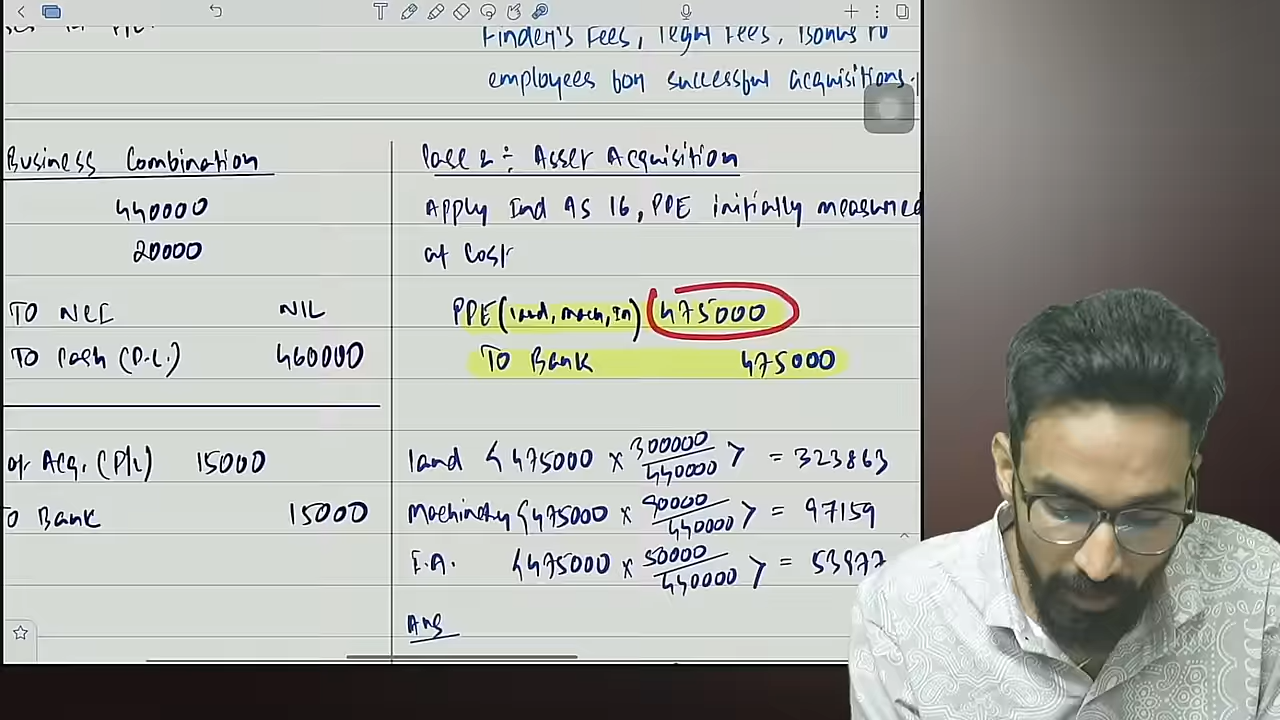 Finder's Fees, legal Fees, Bonus to
employees for successful acquisitions.
Business Combination
440000
20000
TO NCI NIL
TO Cash (P.C.) 460000
of Acq. (P/L) 15000
TO Bank 15000
Case 2 :- Asset Acquisition
Apply Ind AS 16, PPE initially measured
at Cost
PPE (land, mach, IA) 475000
TO Bank 475000
land < 475000 × 300000/440000 > = 323863
Machinery < 475000 × 90000/440000 > = 97159
I.A. < 475000 × 50000/440000 > = 53977
Ans